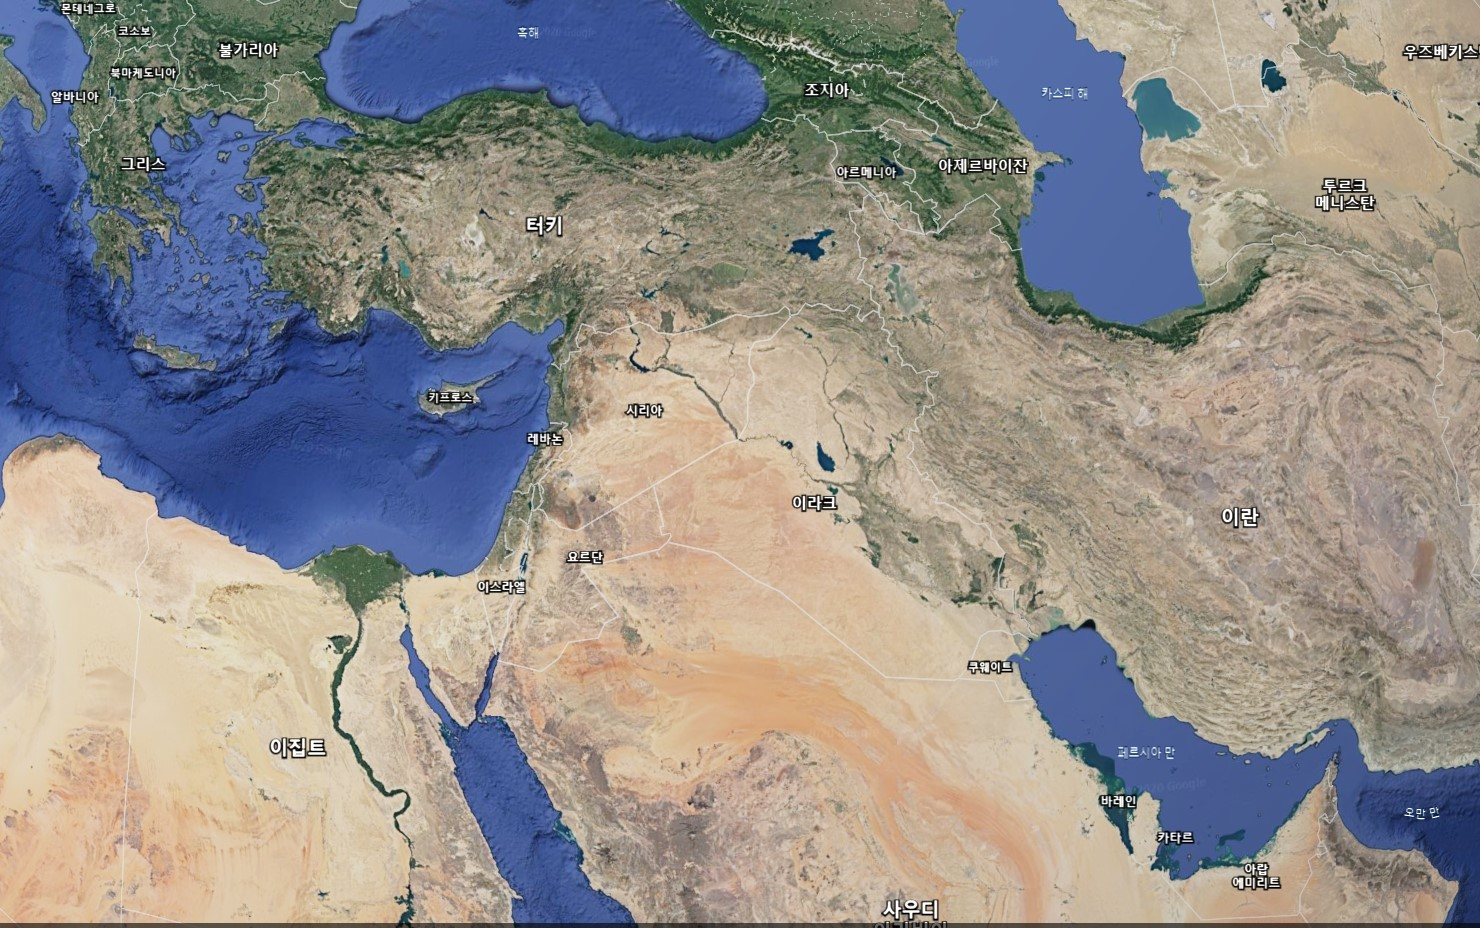 몬테네그로
코소보
불가리아
흑해
우즈베키스
북마케도니아
알바니아
조지아
카스피 해
그리스
아르메니아
아제르바이잔
투르크
메니스탄
터키
키프로스
시리아
레바논
이라크
이란
요르단
이스라엘
쿠웨이트
이집트
페르시아 만
Google
바레인
오만 만
카타르
아랍
에미리트
사우디